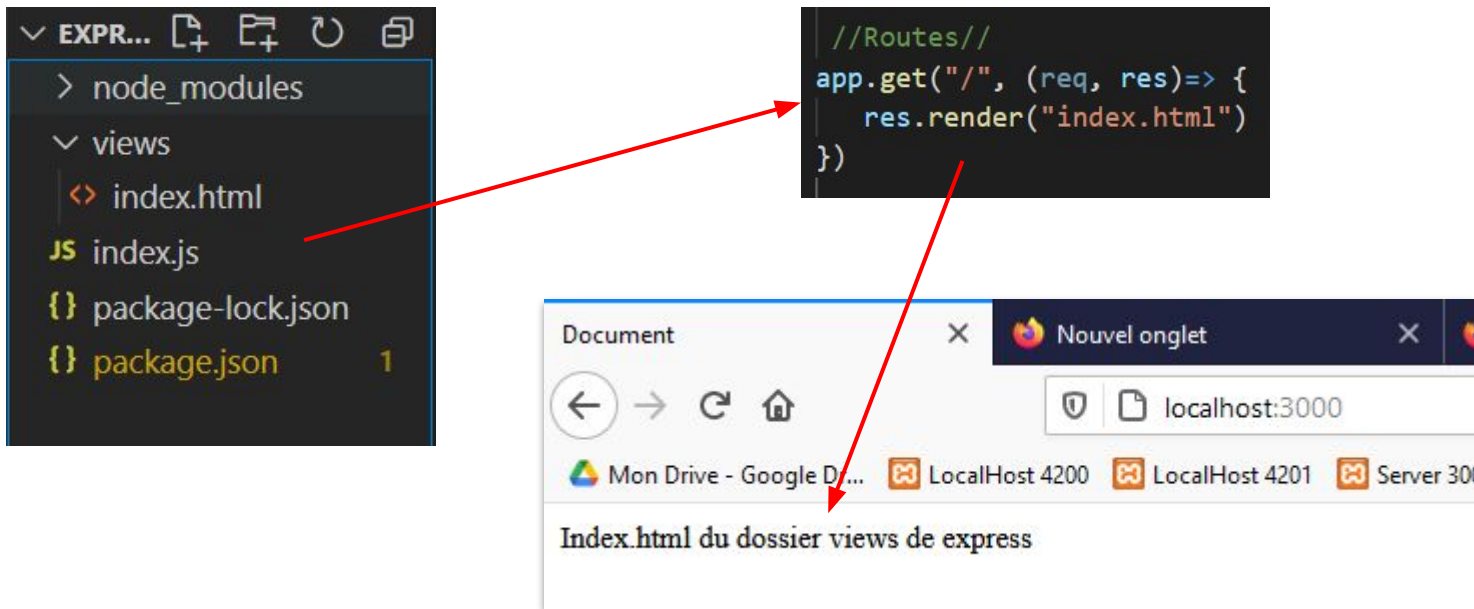 EXPR...
node_modules
views
<> index.html
JS index.js
{} package-lock.json
{} package.json 1
//Routes//
app.get("/", (req, res)=> {
res.render("index.html")
})
Document
Nouvel onglet
localhost:3000
Mon Drive - Google Dr... LocalHost 4200 LocalHost 4201 Server 300
Index.html du dossier views de express